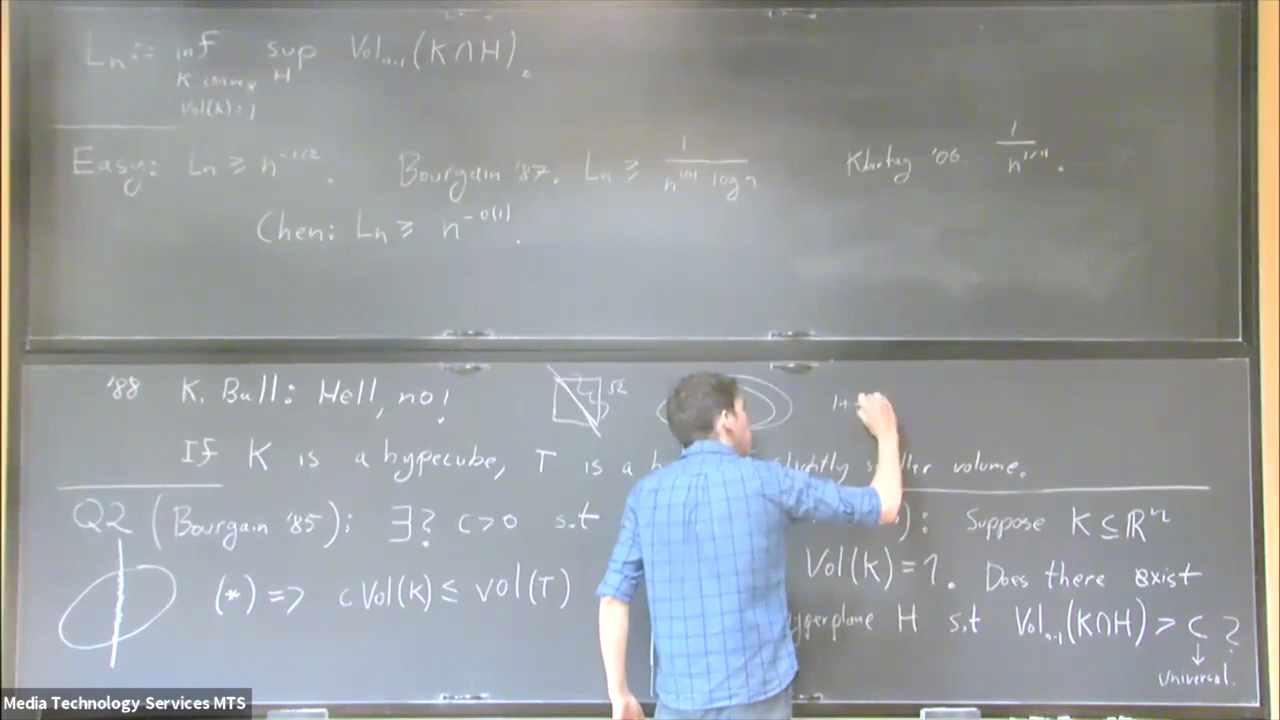 Ln := inf sup Vol_{n-1}(K∩H).
K convex H
Vol(K)=1
Easy: Ln ≥ n^{-1/2}. Bourgain '87. Ln ≥ 1/(n^{1/4} log n) Klartag '06 1/n^{1/4}.
Chen: Ln ≥ n^{-o(1)}.
'88 K. Ball: Hell, no! √2 1+
If K is a hypecube, T is a slightly smaller volume.
Q2 (Bourgain '85): ∃? c>0 s.t ): Suppose K ⊆ ℝ^n
(*) => c Vol(K) ≤ Vol(T) Vol(K)=1. Does there exist
hyperplane H s.t Vol_{n-1}(K∩H) > c ?
↓
universal.
Media Technology Services MTS